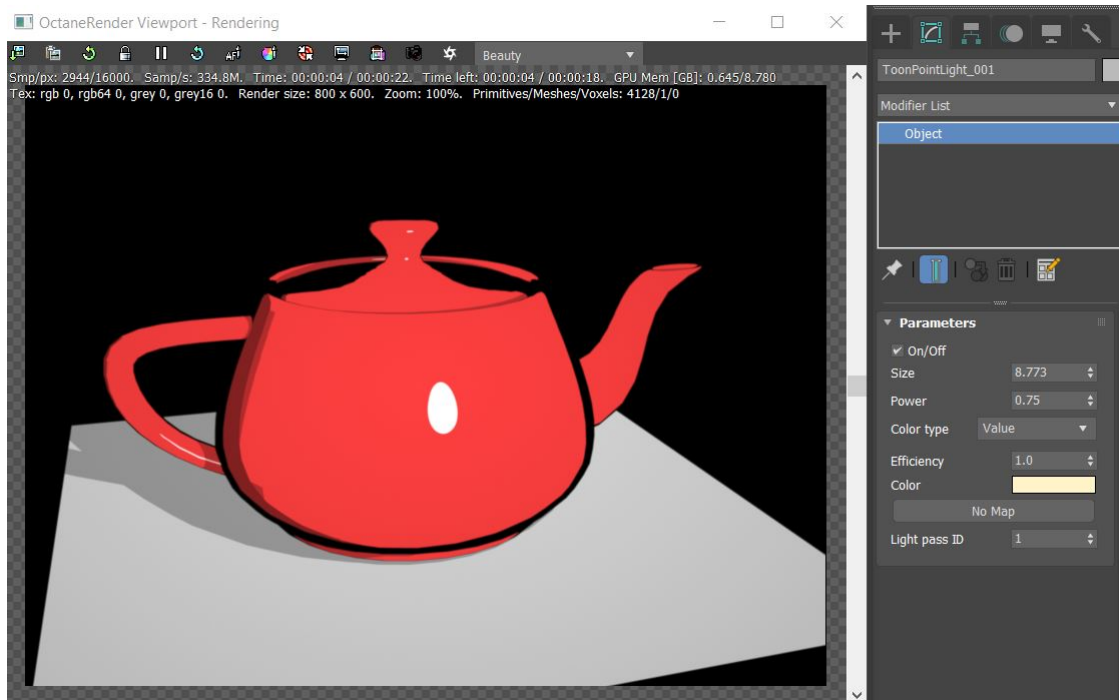 OctaneRender Viewport - Rendering
Beauty
Smp/px: 2944/16000. Samp/s: 334.8M. Time: 00:00:04 / 00:00:22. Time left: 00:00:04 / 00:00:18. GPU Mem [GB]: 0.645/8.780
Tex: rgb 0, rgb64 0, grey 0, grey16 0. Render size: 800 x 600. Zoom: 100%. Primitives/Meshes/Voxels: 4128/1/0
ToonPointLight_001
Modifier List
Object
Parameters
On/Off
Size 8.773
Power 0.75
Color type Value
Efficiency 1.0
Color
No Map
Light pass ID 1